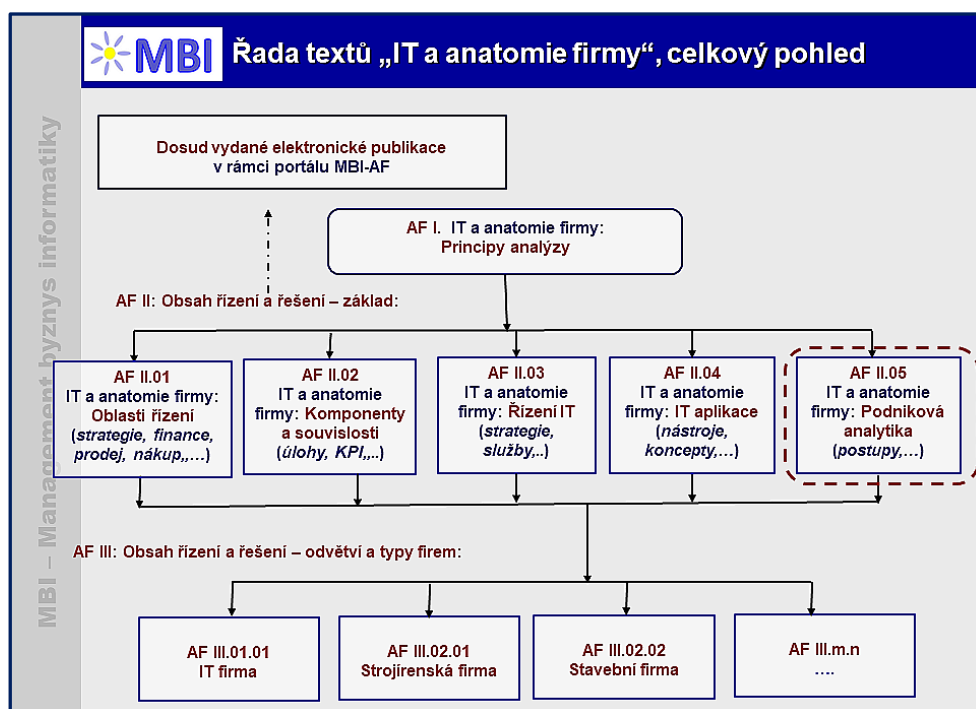 MBI
Řada textů „IT a anatomie firmy“, celkový pohled
MBI – Management byznys informatiky
Dosud vydané elektronické publikace
v rámci portálu MBI-AF
AF I. IT a anatomie firmy:
Principy analýzy
AF II: Obsah řízení a řešení – základ:
AF II.01
IT a anatomie firmy:
Oblasti řízení
(strategie, finance,
prodej, nákup,,…)
AF II.02
IT a anatomie
firmy: Komponenty
a souvislosti
(úlohy, KPI,,..)
AF II.03
IT a anatomie
firmy: Řízení IT
(strategie,
služby,..)
AF II.04
IT a anatomie
firmy: IT aplikace
(nástroje,
koncepty,…)
AF II.05
IT a anatomie
firmy: Podniková
analytika
(postupy,…)
AF III: Obsah řízení a řešení – odvětví a typy firem:
AF III.01.01
IT firma
AF III.02.01
Strojírenská firma
AF III.02.02
Stavební firma
AF III.m.n
….